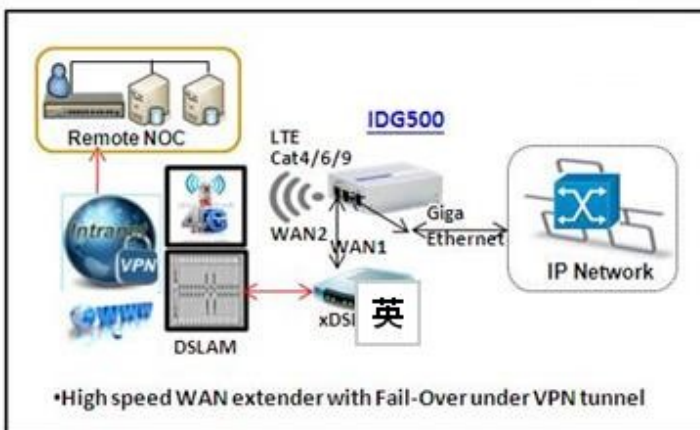 Remote NOC
IDG500
LTE
Cat4/6/9
4G
Intranet
VPN
WAN2
WAN1
Giga
Ethernet
IP Network
WWW
DSLAM
英
•High speed WAN extender with Fail-Over under VPN tunnel